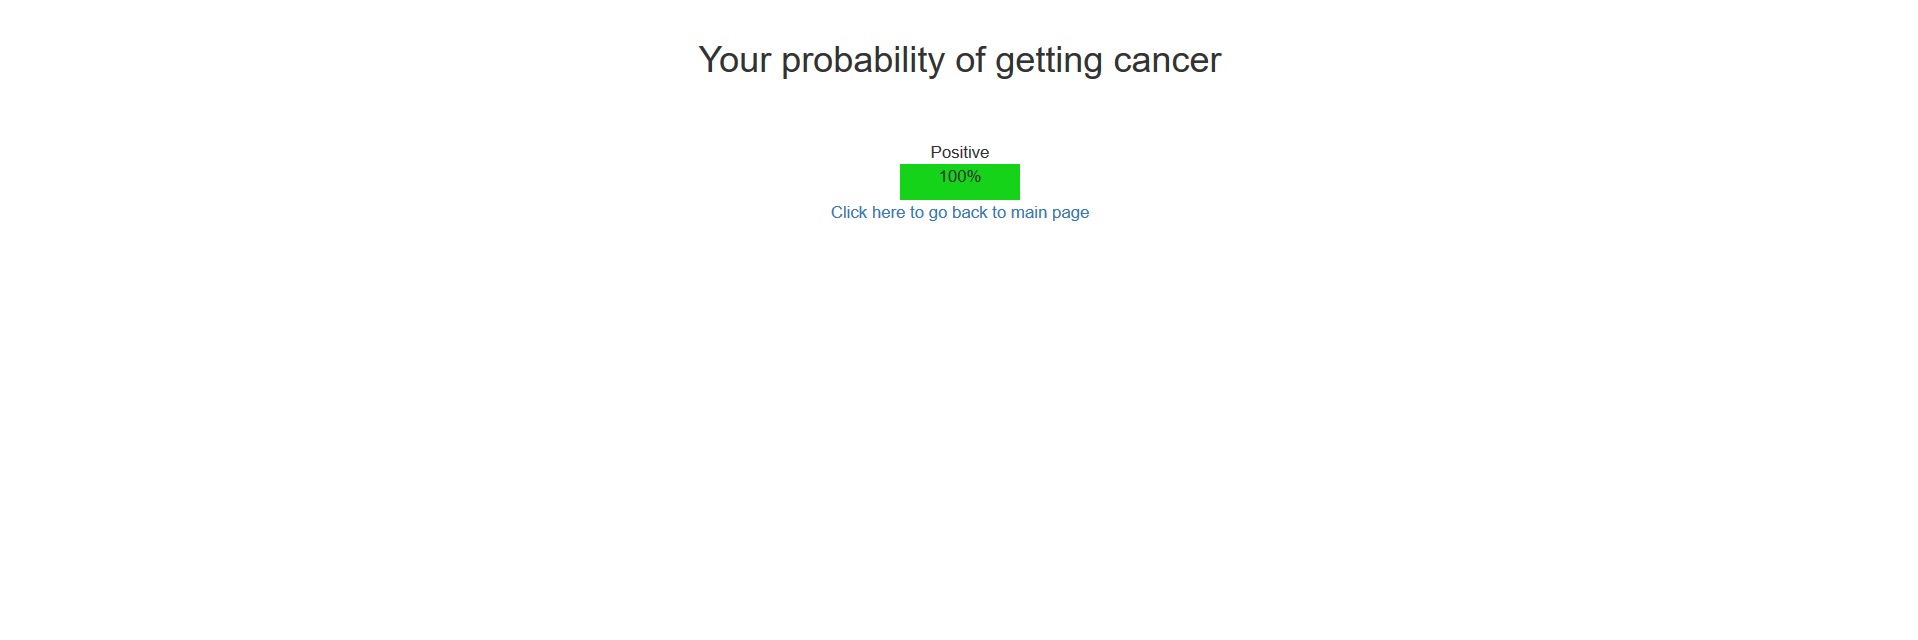 Your probability of getting cancer
Positive
100%
Click here to go back to main page